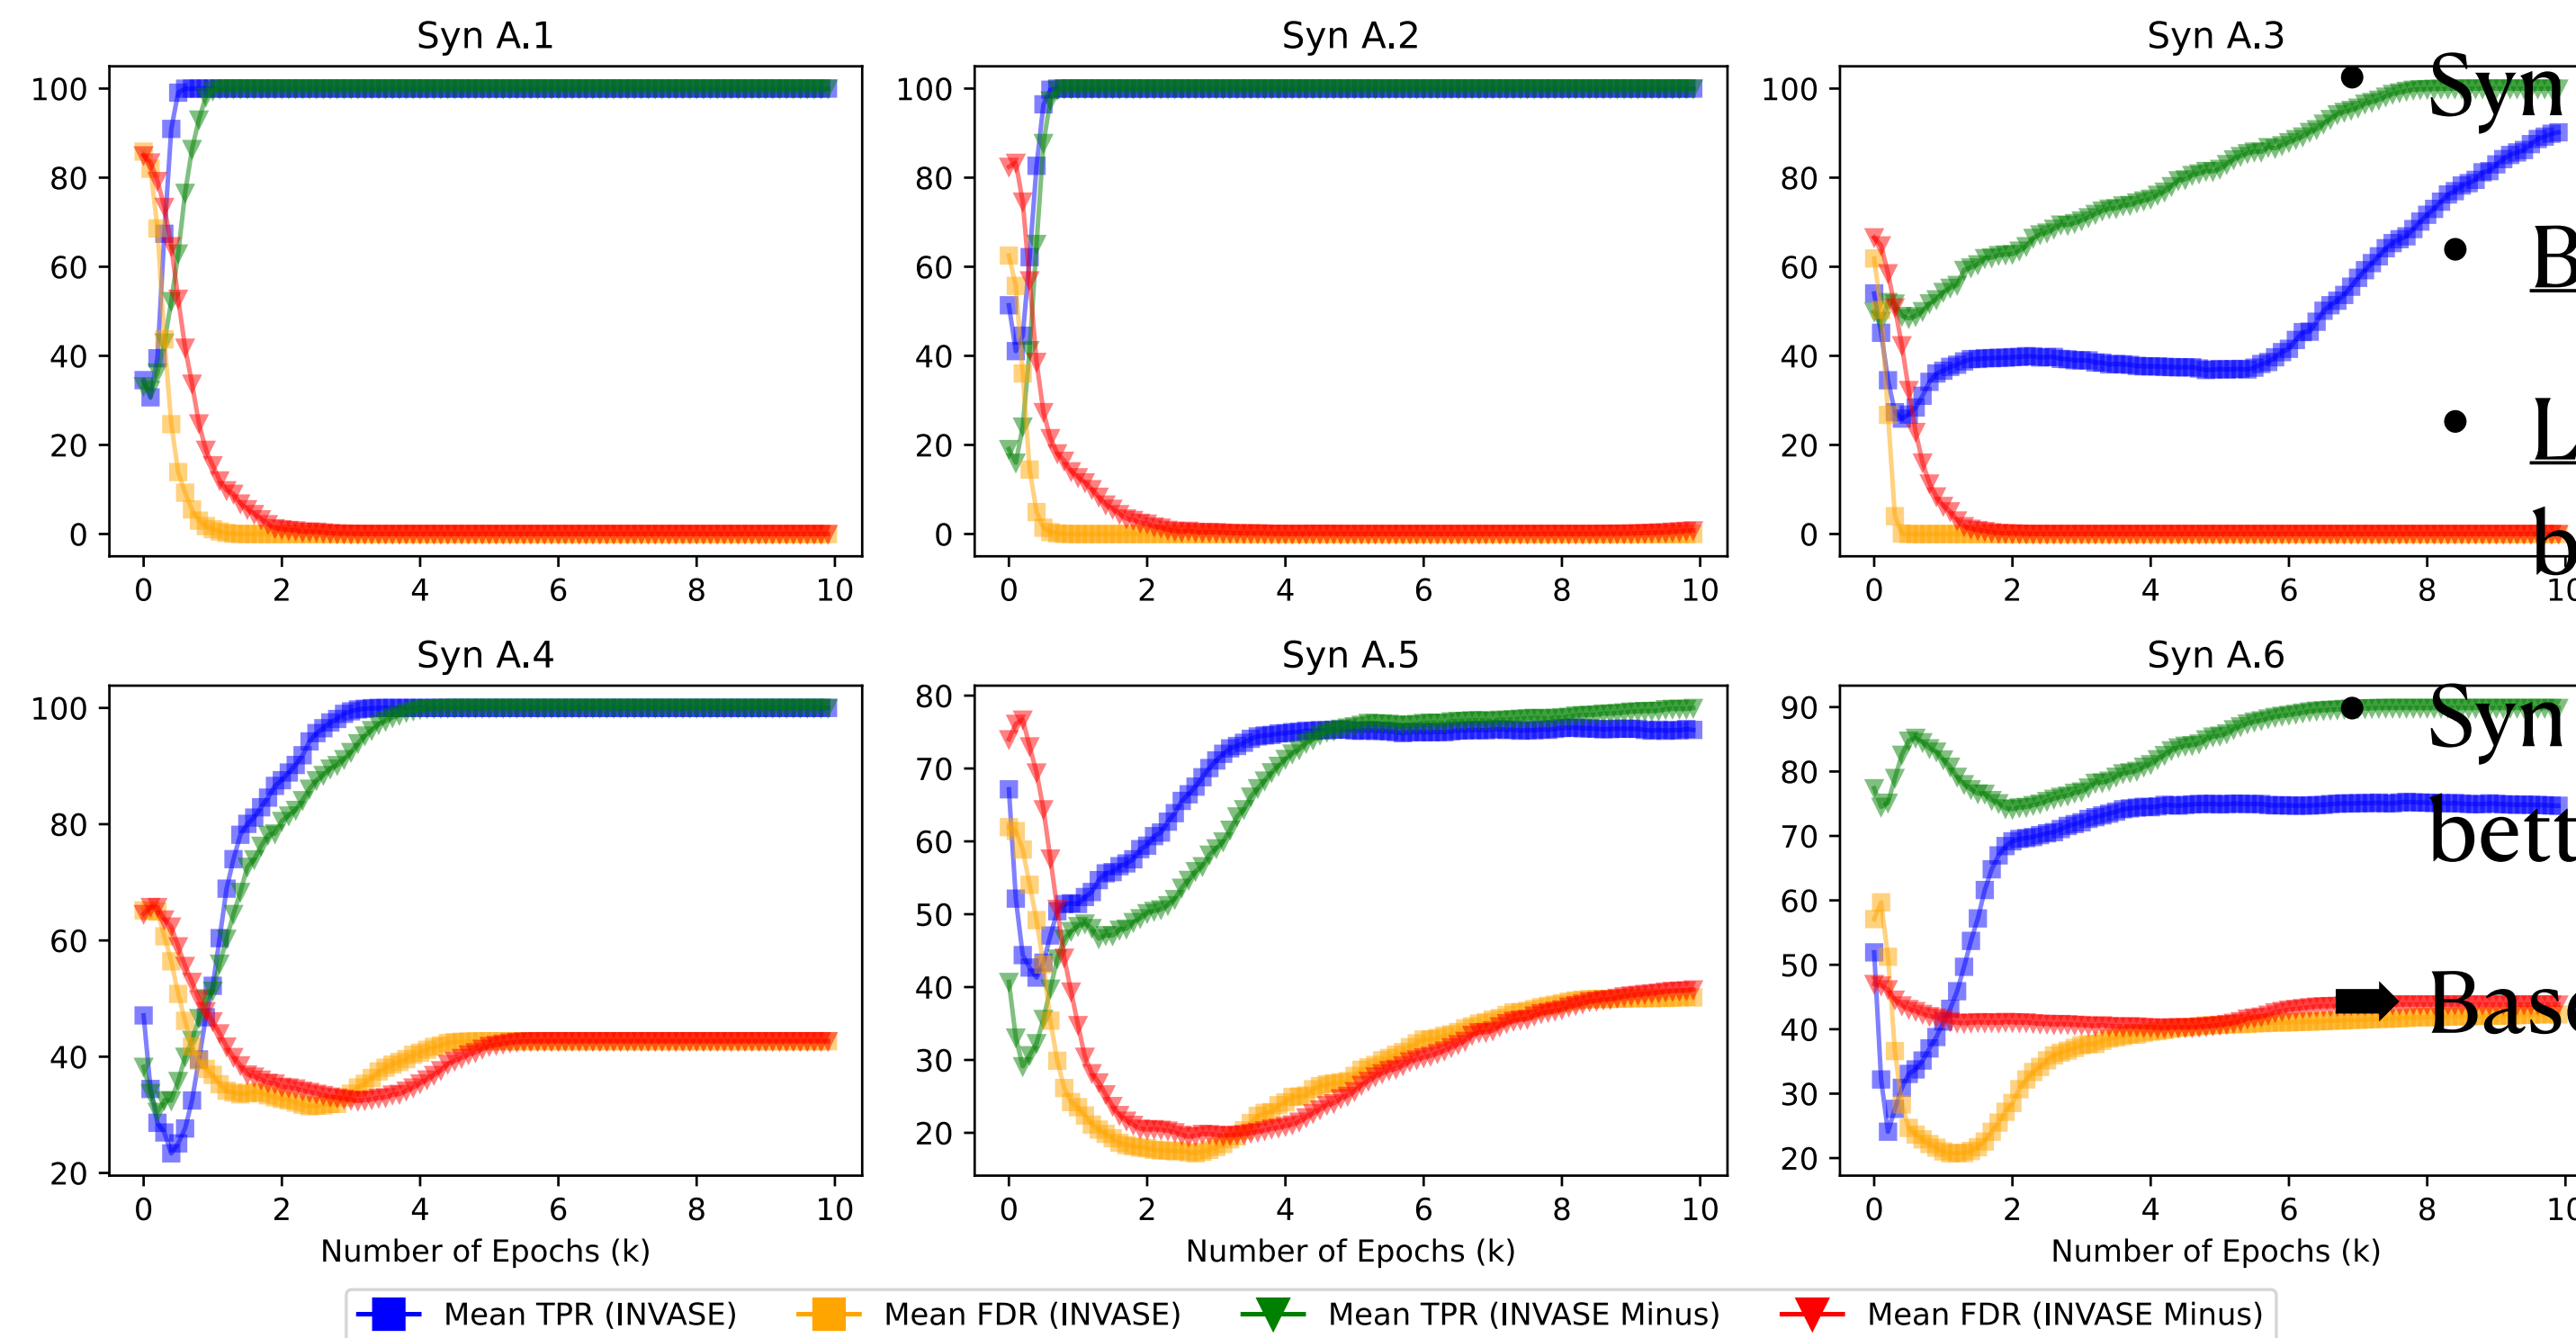 Syn A.1
Syn A.2
Syn A.3
100
80
60
40
20
0
0 2 4 6 8 10
100
80
60
40
20
0
0 2 4 6 8 10
100
80
60
40
20
0
0 2 4 6 8 10
• Syn
• B
• L
b
Syn A.4
Syn A.5
Syn A.6
100
80
60
40
20
0 2 4 6 8 10
Number of Epochs (k)
80
70
60
50
40
30
20
0 2 4 6 8 10
Number of Epochs (k)
90
80
70
60
50
40
30
20
0 2 4 6 8 10
Number of Epochs (k)
• Syn
bett
Base
Mean TPR (INVASE) Mean FDR (INVASE) Mean TPR (INVASE Minus) Mean FDR (INVASE Minus)